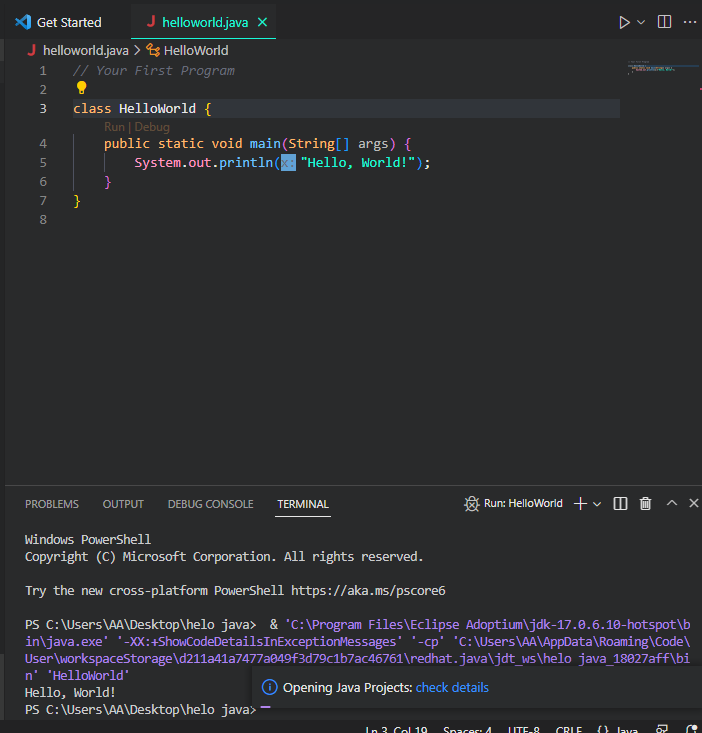 Get Started
helloworld.java
helloworld.java > HelloWorld
1 // Your First Program
2
3 class HelloWorld {
Run | Debug
4 public static void main(String[] args) {
5 System.out.println(x: "Hello, World!");
6 }
7 }
8
PROBLEMS OUTPUT DEBUG CONSOLE TERMINAL Run: HelloWorld
Windows PowerShell
Copyright (C) Microsoft Corporation. All rights reserved.
Try the new cross-platform PowerShell https://aka.ms/pscore6
PS C:\Users\AA\Desktop\helo java>  & 'C:\Program Files\Eclipse Adoptium\jdk-17.0.6.10-hotspot\b
in\java.exe' '-XX:+ShowCodeDetailsInExceptionMessages' '-cp' 'C:\Users\AA\AppData\Roaming\Code\
User\workspaceStorage\d211a41a7477a049f3d79c1b7ac46761\redhat.java\jdt_ws\helo java_18027aff\bi
n' 'HelloWorld'
Hello, World!
PS C:\Users\AA\Desktop\helo java>
Opening Java Projects: check details
Ln 3, Col 19 Spaces: 4 UTF-8 CRLF {} Java